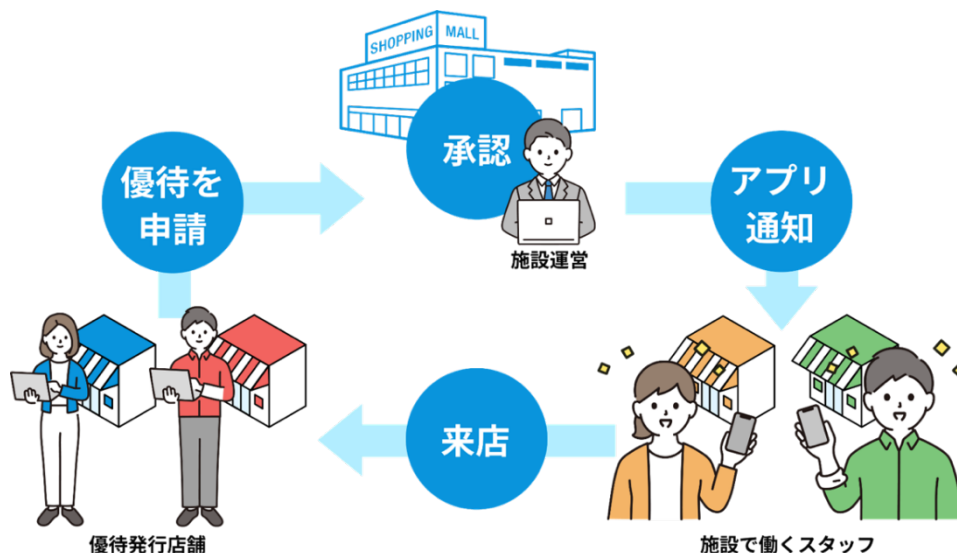 SHOPPING MALL
承認
施設運営
優待を
申請
アプリ
通知
来店
優待発行店舗
施設で働くスタッフ